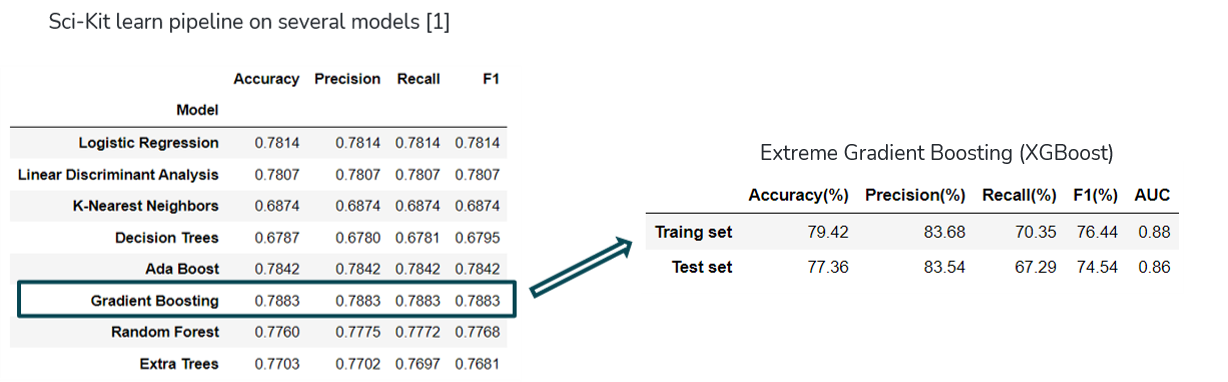 Sci-Kit learn pipeline on several models [1]
Accuracy Precision Recall F1
Model
Logistic Regression 0.7814 0.7814 0.7814 0.7814
Linear Discriminant Analysis 0.7807 0.7807 0.7807 0.7807
K-Nearest Neighbors 0.6874 0.6874 0.6874 0.6874
Decision Trees 0.6787 0.6780 0.6781 0.6795
Ada Boost 0.7842 0.7842 0.7842 0.7842
Gradient Boosting 0.7883 0.7883 0.7883 0.7883
Random Forest 0.7760 0.7775 0.7772 0.7768
Extra Trees 0.7703 0.7702 0.7697 0.7681
Extreme Gradient Boosting (XGBoost)
Accuracy(%) Precision(%) Recall(%) F1(%) AUC
Traing set 79.42 83.68 70.35 76.44 0.88
Test set 77.36 83.54 67.29 74.54 0.86